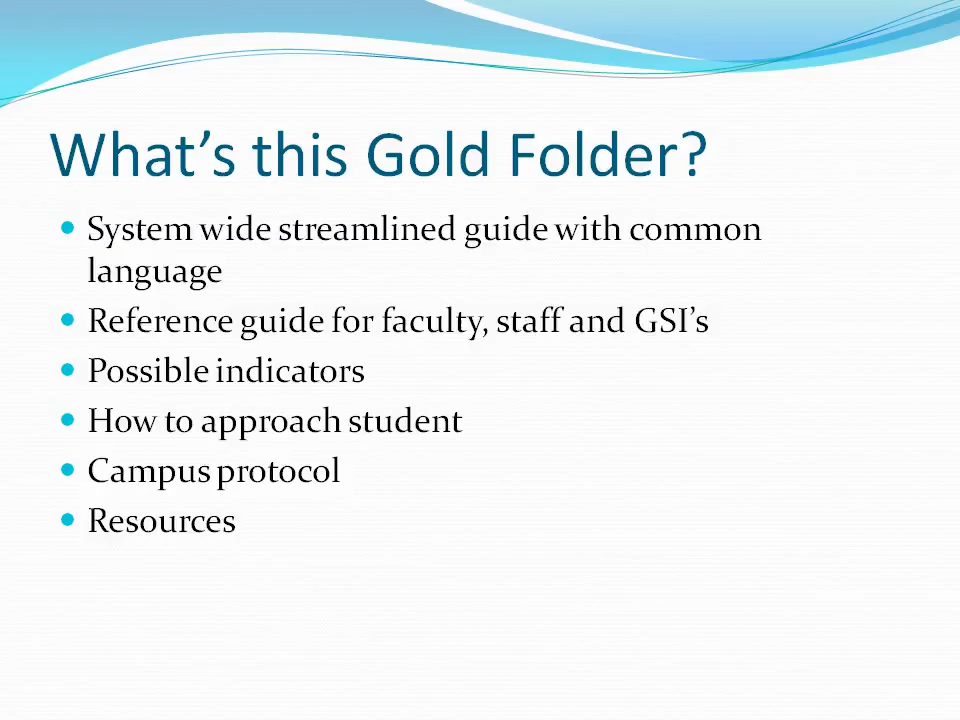 What’s this Gold Folder?
System wide streamlined guide with common
language
Reference guide for faculty, staff and GSI’s
Possible indicators
How to approach student
Campus protocol
Resources